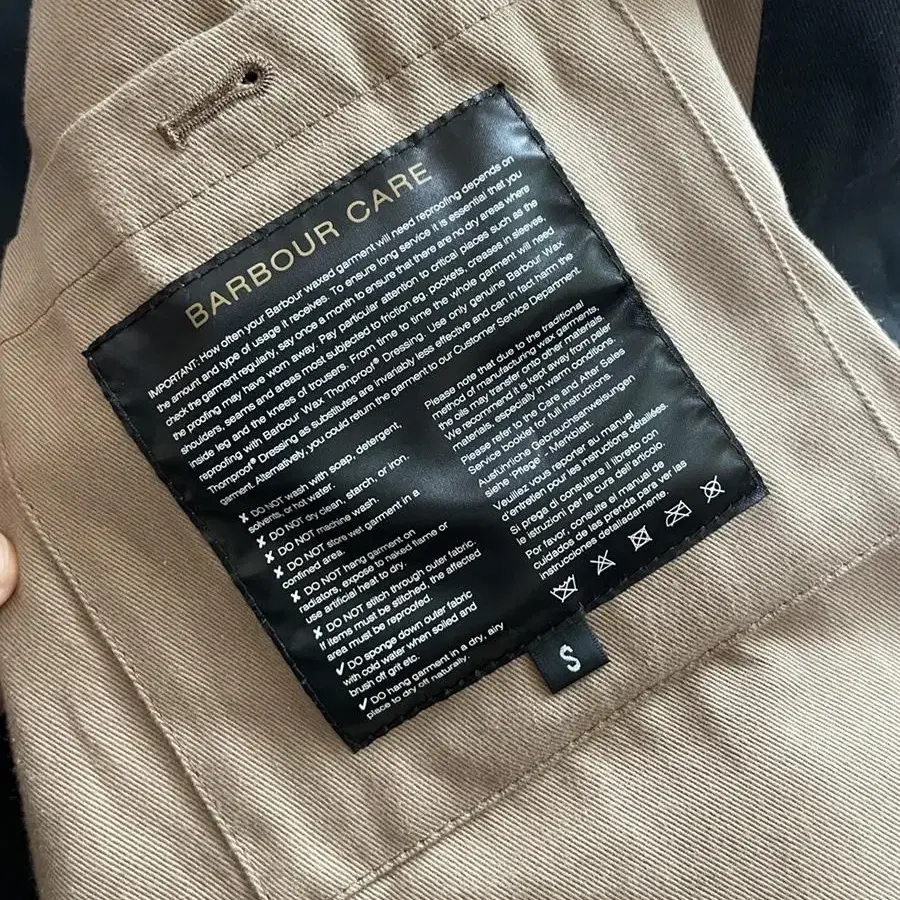 BARBOUR CARE
IMPORTANT: How often your Barbour waxed garment will need reproofing depends on
the amount and type of usage it receives. To ensure long service it is essential that you
check the garment regularly, say once a month to ensure that there are no dry areas where
the proofing may have worn away. Pay particular attention to critical places such as the
shoulders, seams and areas most subjected to friction eg. pockets, creases in sleeves,
inside leg and the knees of trousers. From time to time the whole garment will need
reproofing with Barbour Wax Thornproof® Dressing. Use only genuine Barbour Wax
Thornproof® Dressing as substitutes are invariably less effective and can in fact harm the
garment. Alternatively, you could return the garment to our Customer Service Department.
✘ DO NOT wash with soap, detergent,
solvents, or hot water.
✘ DO NOT dry clean, starch, or iron.
✘ DO NOT machine wash.
✘ DO NOT store wet garment in a
confined area.
✘ DO NOT hang garment on
radiators, expose to naked flame or
use artificial heat to dry.
✘ DO NOT stitch through outer fabric.
If items must be stitched, the affected
area must be reproofed.
✓ DO sponge down outer fabric
with cold water when soiled and
brush off grit etc.
✓ DO hang garment in a dry, airy
place to dry off naturally.
Please note that due to the traditional
method of manufacturing wax garments,
the oils may transfer onto other materials.
We recommend it is kept away from paler
materials, especially in warm conditions.
Please refer to the Care and After Sales
Service booklet for full instructions.
Ausführliche Gebrauchsanweisungen
siehe "Pflege" – Merkblatt.
Veuillez vous reporter au manuel
d'entretien pour les instructions détaillées.
Si prega di consultare il libretto con
le istruzioni per la cura dell'articolo.
Por favor, consulte el manual de
cuidados de las prendas para ver las
instrucciones detalladamente.
S